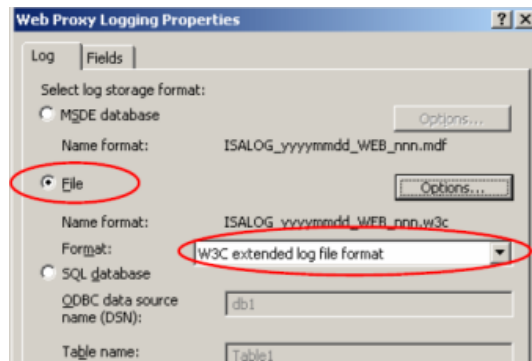 Web Proxy Logging Properties
Log Fields
Select log storage format:
MSDE database Options...
Name format: ISALOG_yyyymmdd_WEB_nnn.mdf
File Options...
Name format: ISALOG_yyyymmdd_WEB_nnn.w3c
Format: W3C extended log file format
SQL database
ODBC data source db1
name (DSN):
Table name: Table1